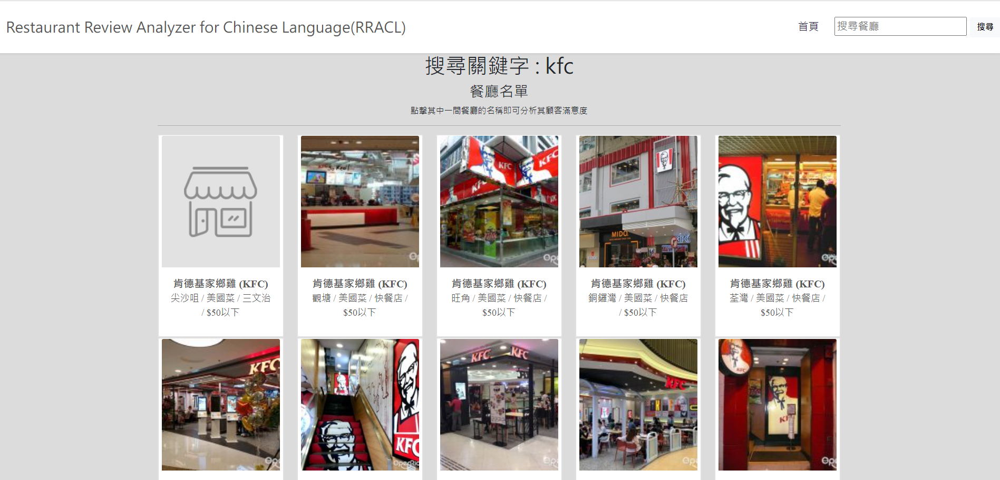 Restaurant Review Analyzer for Chinese Language(RRACL)
首頁
搜尋餐廳
搜尋
搜尋關鍵字 : kfc
餐廳名單
點擊其中一間餐廳的名稱即可分析其顧客滿意度
KFC
KFC
MIDO
KFC
肯德基家鄉雞 (KFC)
尖沙咀 / 美國菜 / 三文治
/ $50以下
肯德基家鄉雞 (KFC)
觀塘 / 美國菜 / 快餐店 /
$50以下
肯德基家鄉雞 (KFC)
旺角 / 美國菜 / 快餐店 /
$50以下
肯德基家鄉雞 (KFC)
銅鑼灣 / 美國菜 / 快餐店
/ $50以下
肯德基家鄉雞 (KFC)
荃灣 / 美國菜 / 快餐店 /
$50以下
KFC
KFC
KFC
KFC
KFC
KFC